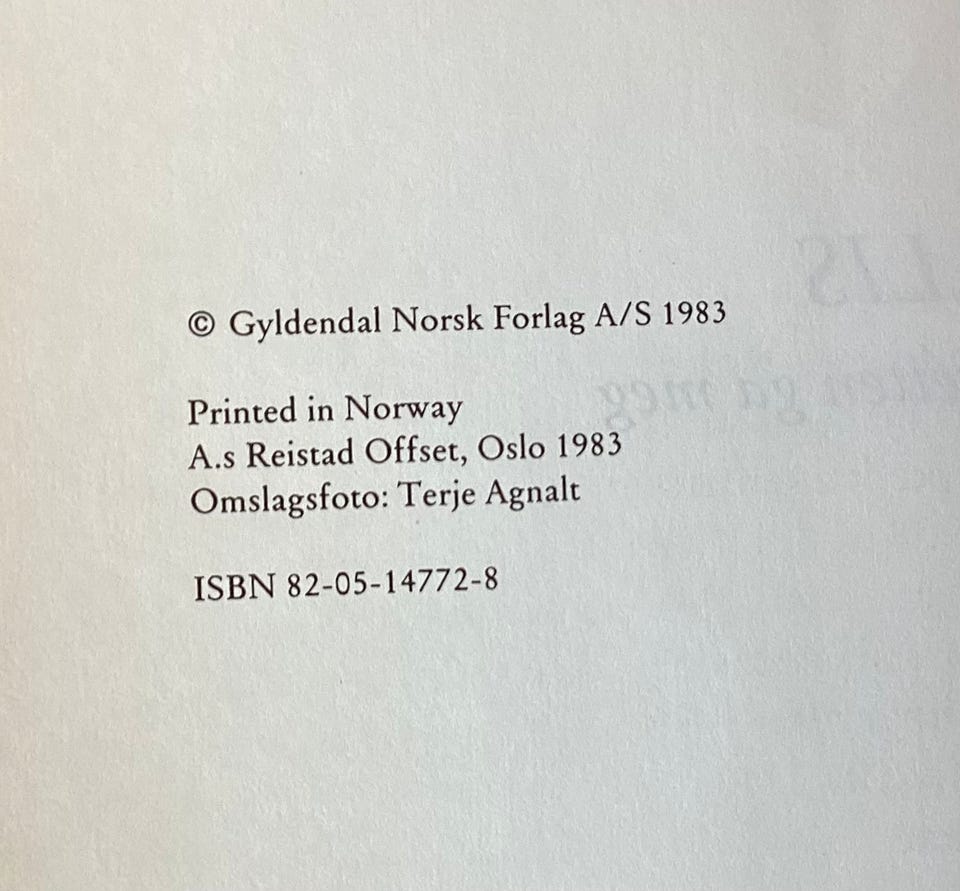 © Gyldendal Norsk Forlag A/S 1983
Printed in Norway
A.s Reistad Offset, Oslo 1983
Omslagsfoto: Terje Agnalt
ISBN 82-05-14772-8